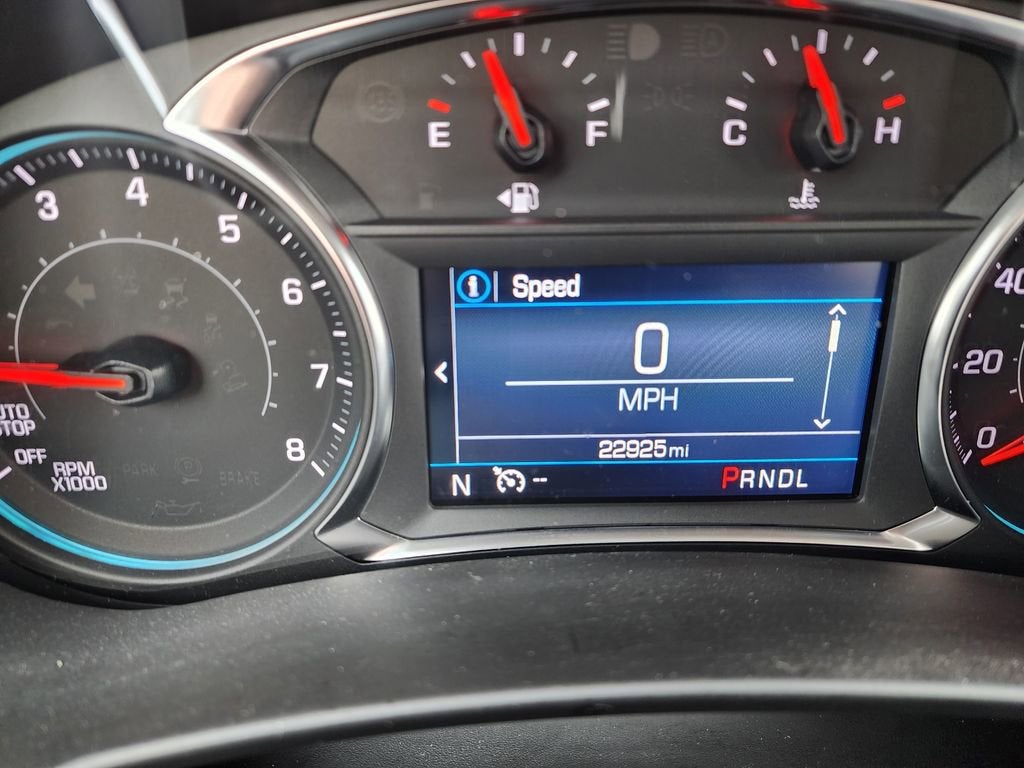 E F
C H
3
4
5
6
7
8
AUTO
STOP
OFF
RPM
X1000
PARK
BRAKE
i Speed
0
MPH
22925 mi
N -- PRNDL
40
20
0